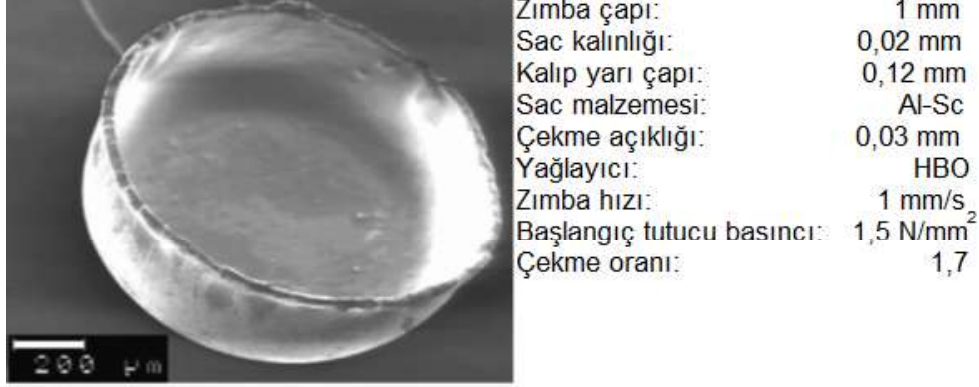 Zımba çapı: 1 mm
Sac kalınlığı: 0,02 mm
Kalıp yarı çapı: 0,12 mm
Sac malzemesi: Al-Sc
Çekme açıklığı: 0,03 mm
Yağlayıcı: HBO
Zımba hızı: 1 mm/s
Başlangıç tutucu basıncı: 1,5 N/mm²
Çekme oranı: 1,7
200 µm